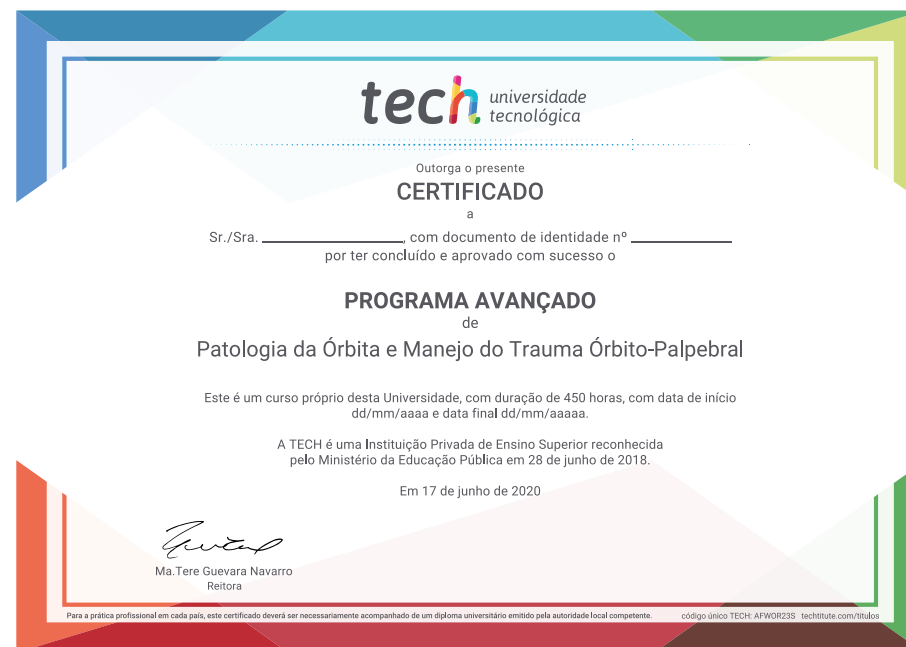 tech universidade
tecnológica
Outorga o presente
CERTIFICADO
a
Sr./Sra. ____________, com documento de identidade nº _________
por ter concluído e aprovado com sucesso o
PROGRAMA AVANÇADO
de
Patologia da Órbita e Manejo do Trauma Órbito-Palpebral
Este é um curso próprio desta Universidade, com duração de 450 horas, com data de início
dd/mm/aaaa e data final dd/mm/aaaaa.
A TECH é uma Instituição Privada de Ensino Superior reconhecida
pelo Ministério da Educação Pública em 28 de junho de 2018.
Em 17 de junho de 2020
Ma.Tere Guevara Navarro
Reitora
Para a prática profissional em cada país, este certificado deverá ser necessariamente acompanhado de um diploma universitário emitido pela autoridade local competente. código único TECH: AFWOR23S techtitute.com/titulos